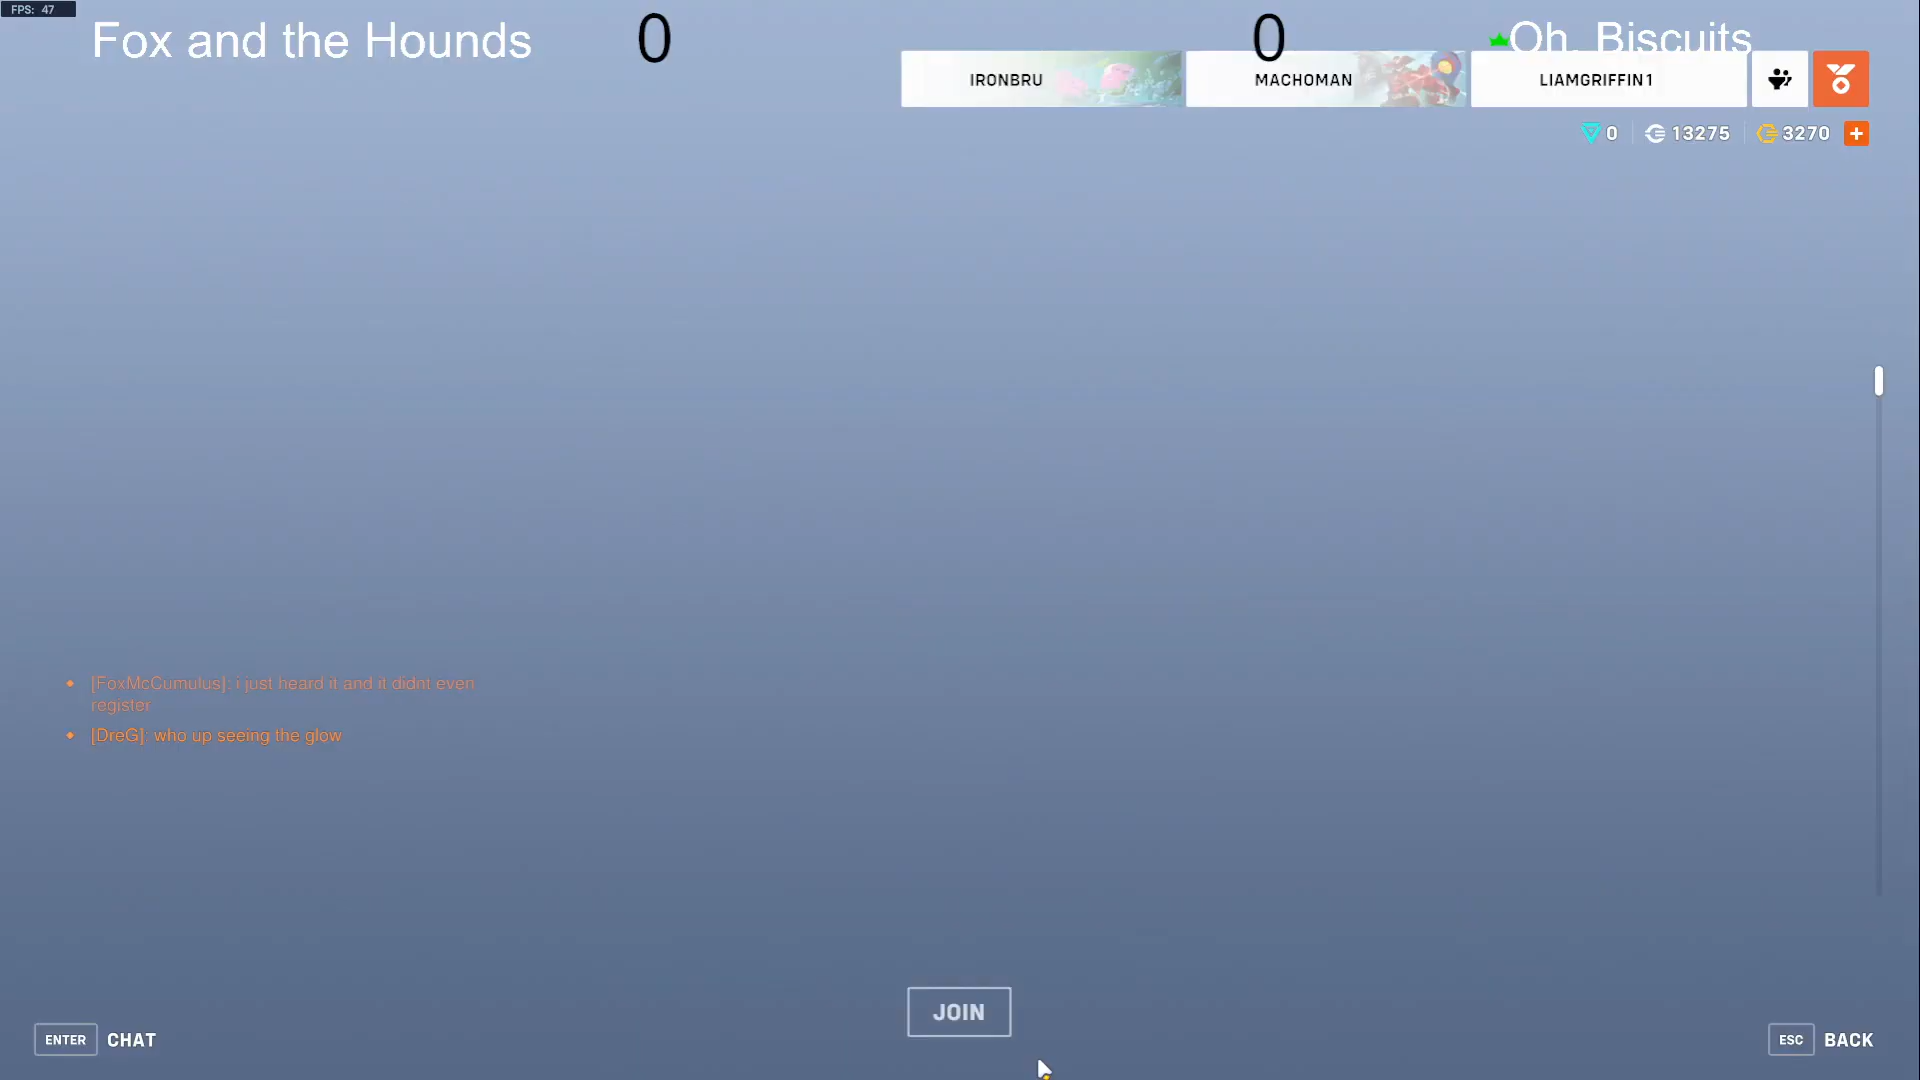 FPS: 47
Fox and the Hounds 0 0 Oh, Biscuits
IRONBRU MACHOMAN LIAMGRIFFIN1
0 13275 3270 +
[FoxMcCumulus]: i just heard it and it didnt even
register
[DreG]: who up seeing the glow
JOIN
ENTER CHAT
ESC BACK